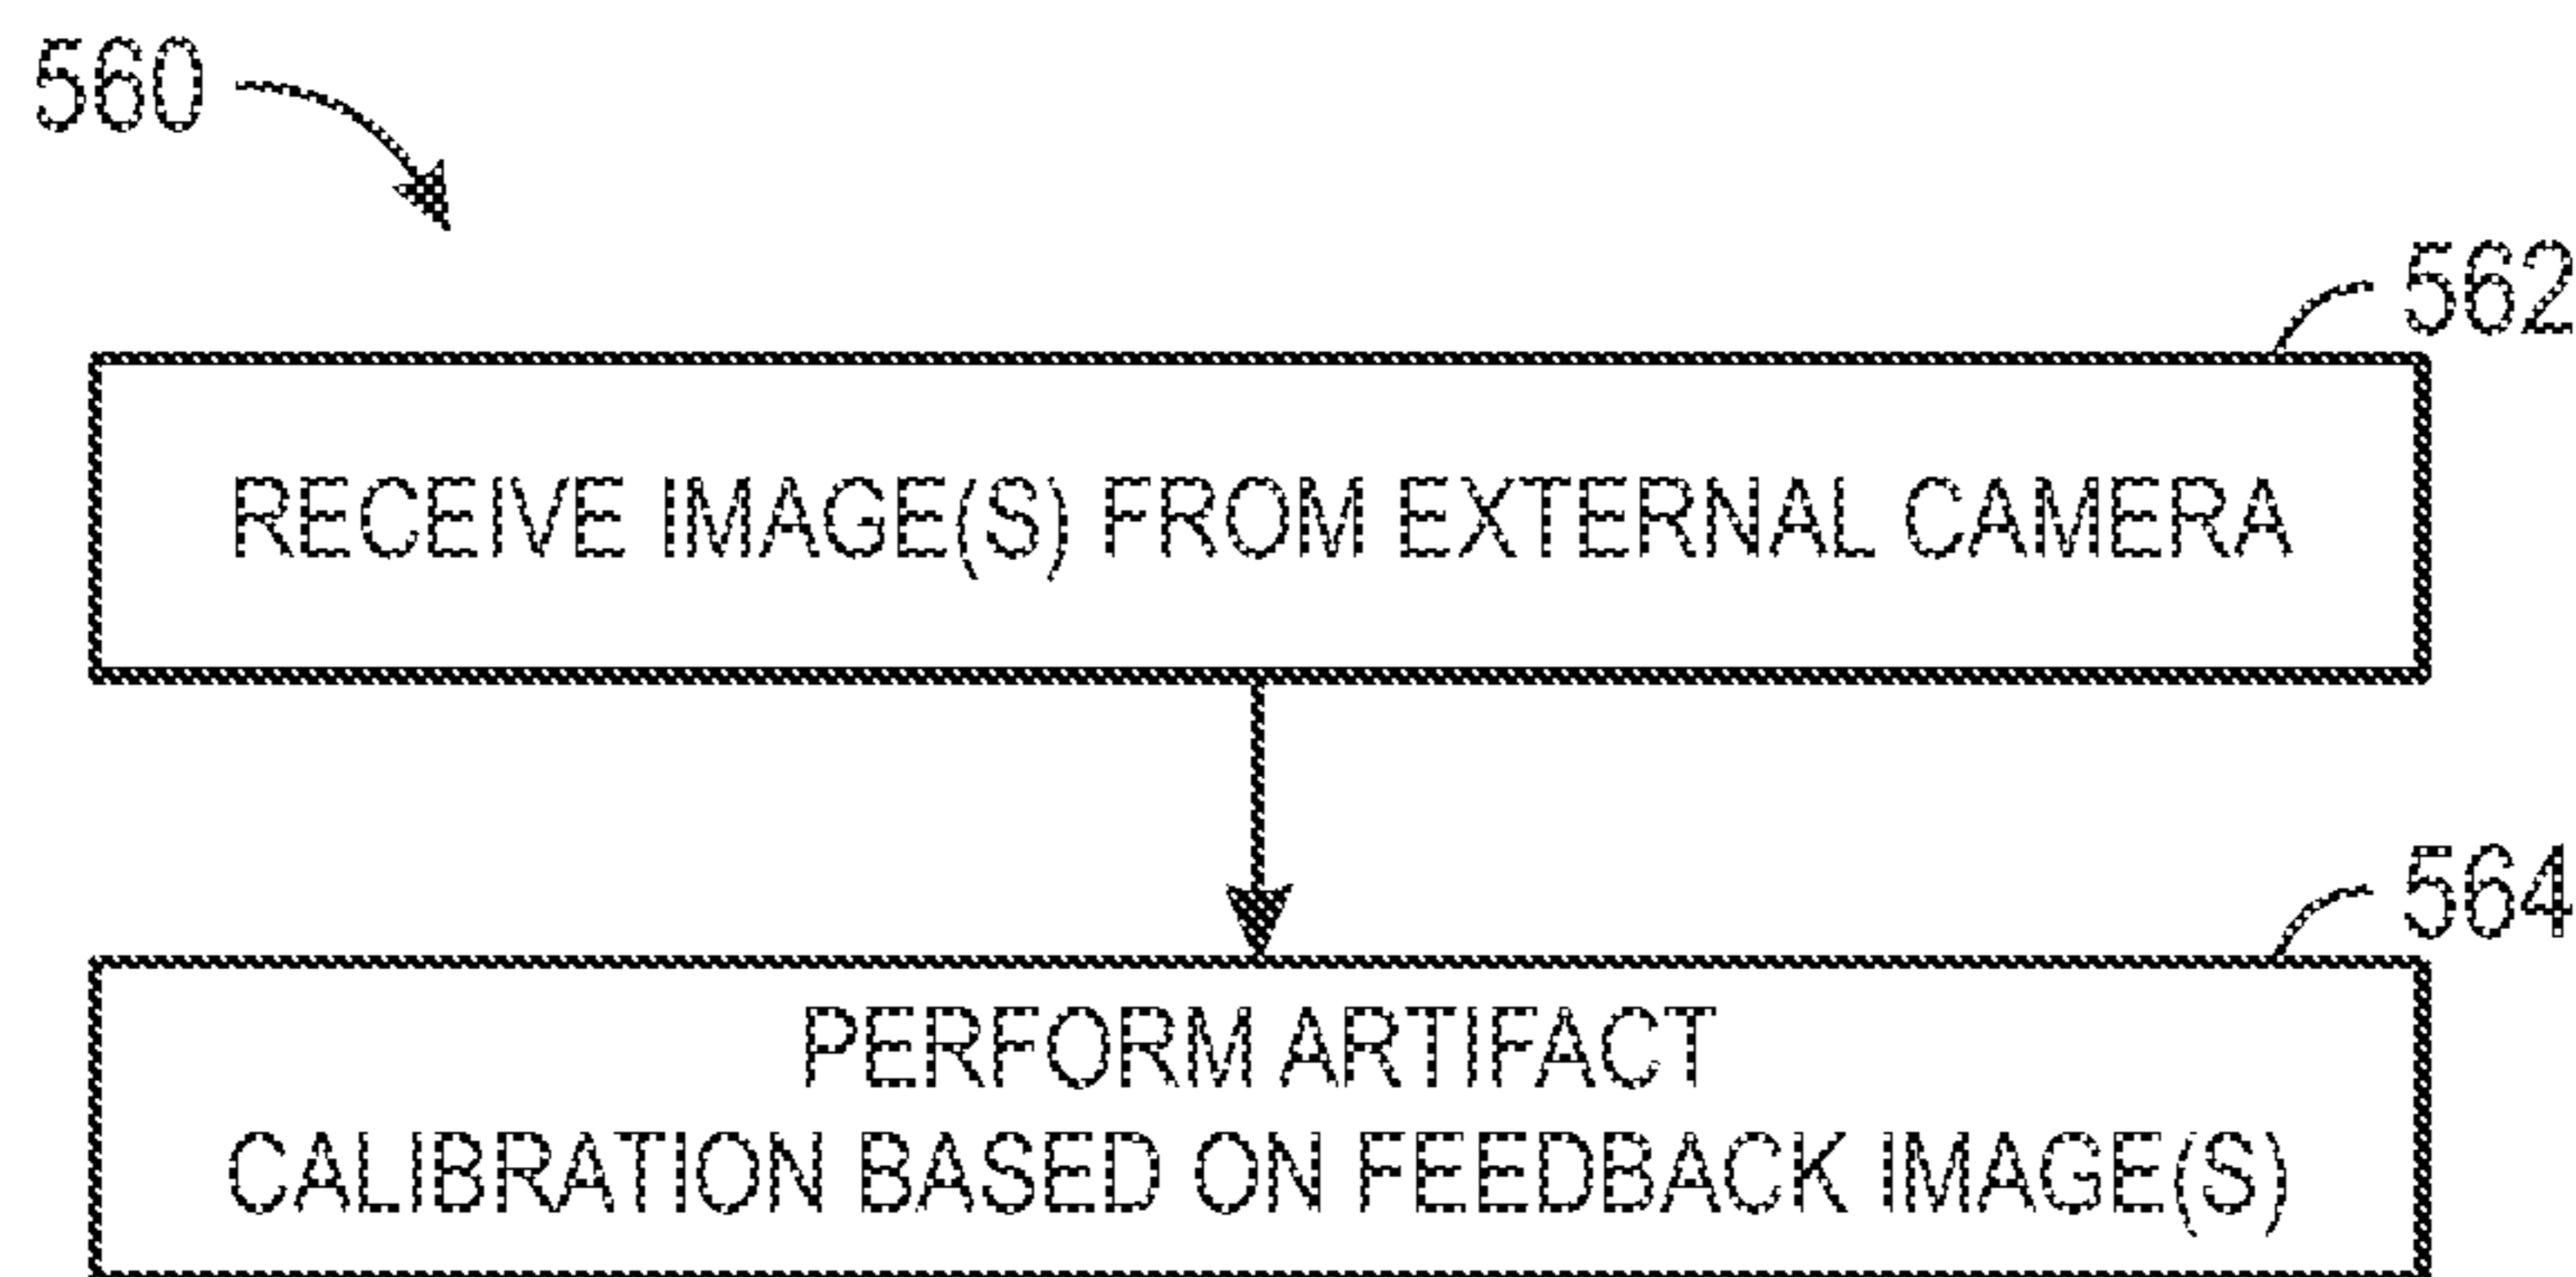 560
562
RECEIVE IMAGE(S) FROM EXTERNAL CAMERA
564
PERFORM ARTIFACT
CALIBRATION BASED ON FEEDBACK IMAGE(S)